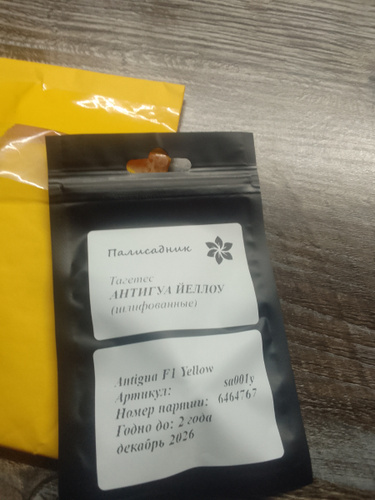 Палисадник
Тагетес
АНТИГУА ЙЕЛЛОУ
(шлифованные)
Antigua F1 Yellow
Артикул: sa001y
Номер партии: 6464767
Годно до: 2 года
декабрь 2026